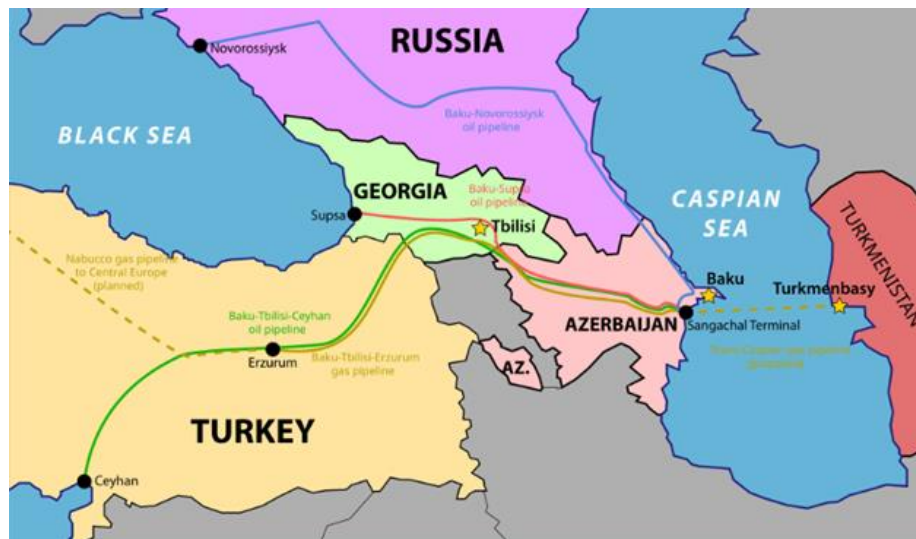 RUSSIA
Novorossiysk
Baku-Novorossiysk
oil pipeline
BLACK SEA
GEORGIA
Baku-Supsa
oil pipeline
CASPIAN
SEA
Supsa
Tbilisi
TURKMENISTAN
Nabucco gas pipeline
to Central Europe
(planned)
Baku
Turkmenbasy
Baku-Tbilisi-Ceyhan
oil pipeline
AZERBAIJAN
Sangachal Terminal
Erzurum
Baku-Tbilisi-Erzurum
gas pipeline
gas pipeline
AZ.
TURKEY
Ceyhan